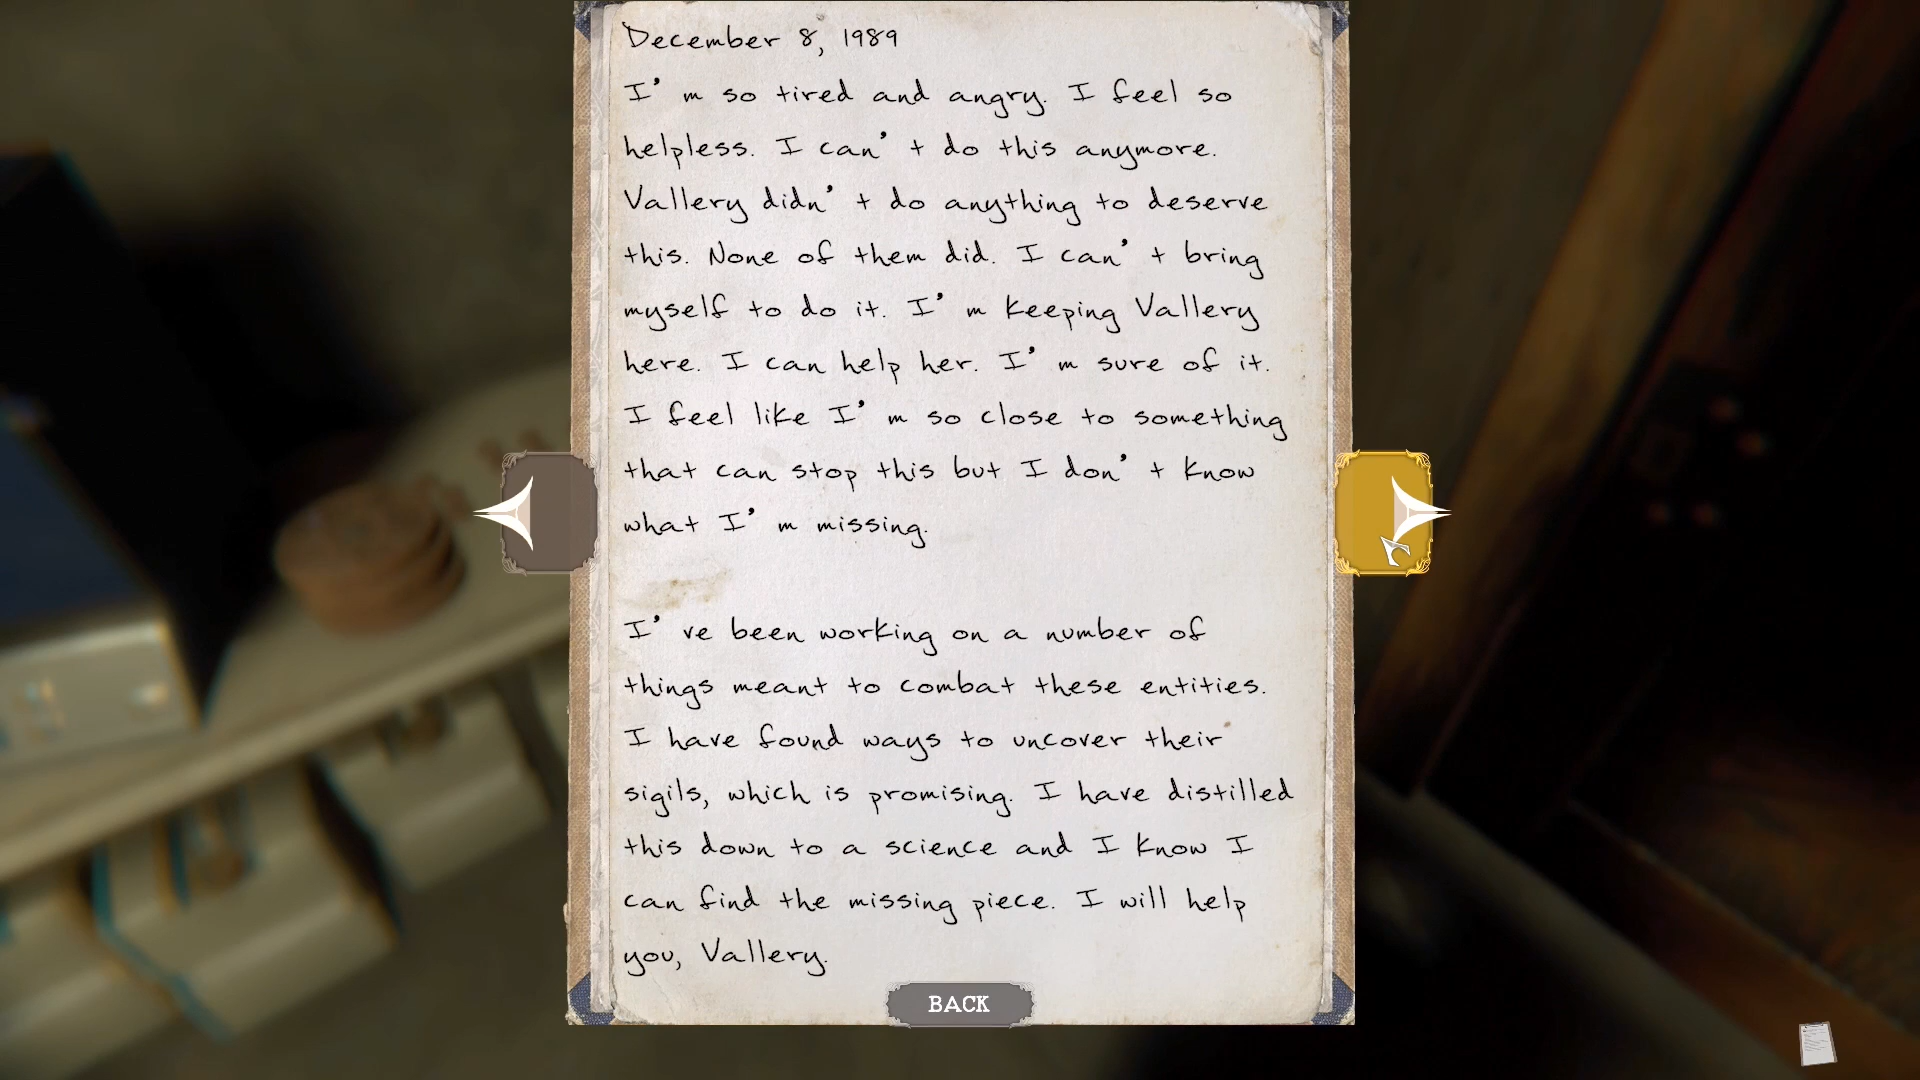 December 8, 1989
I' m so tired and angry. I feel so
helpless. I can' t do this anymore.
Vallery didn' t do anything to deserve
this. None of them did. I can' t bring
myself to do it. I' m keeping Vallery
here. I can help her. I' m sure of it.
I feel like I' m so close to something
that can stop this but I don' t know
what I' m missing.
I' ve been working on a number of
things meant to combat these entities.
I have found ways to uncover their
sigils, which is promising. I have distilled
this down to a science and I know I
can find the missing piece. I will help
you, Vallery.
BACK